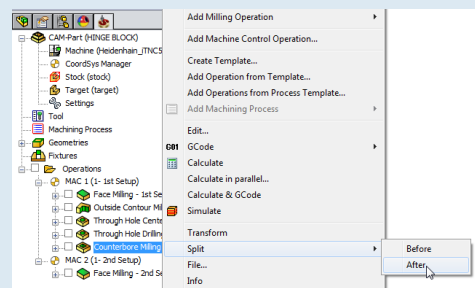 CAM-Part (HINGE BLOCK)
Machine (Heidenhain_iTNC5
CoordSys Manager
Stock (stock)
Target (target)
Settings
Tool
Machining Process
Geometries
Fixtures
Operations
MAC 1 (1- 1st Setup)
Face Milling - 1st Se
Outside Contour Mil
Through Hole Cente
Through Hole Drilling
Counterbore Milling
MAC 2 (1- 2nd Setup)
Face Milling - 2nd Se
Add Milling Operation
Add Machine Control Operation...
Create Template...
Add Operation from Template...
Add Operations from Process Template...
Add Machining Process
Edit...
G01 GCode
Calculate
Calculate in parallel...
Calculate & GCode
Simulate
Transform
Split
File...
Info
Before
After